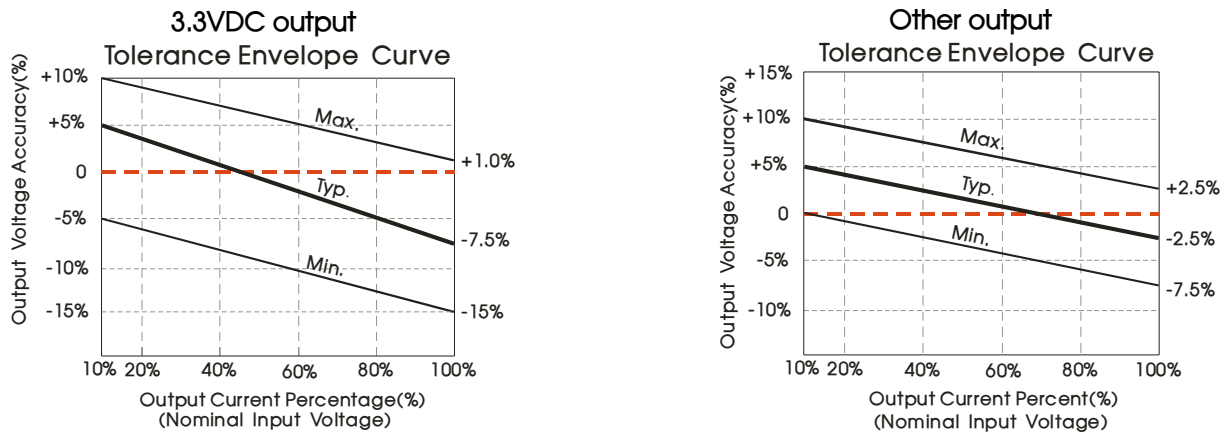 3.3VDC output
Tolerance Envelope Curve
Output Voltage Accuracy(%)
+10%
+5%
0
-5%
-10%
-15%
Max.
Typ.
Min.
+1.0%
-7.5%
-15%
10% 20% 40% 60% 80% 100%
Output Current Percentage(%)
(Nominal Input Voltage)
Other output
Tolerance Envelope Curve
Output Voltage Accuracy(%)
+15%
+10%
+5%
0
-5%
-10%
Max.
Typ.
Min.
+2.5%
-2.5%
-7.5%
10% 20% 40% 60% 80% 100%
Output Current Percent(%)
(Nominal Input Voltage)